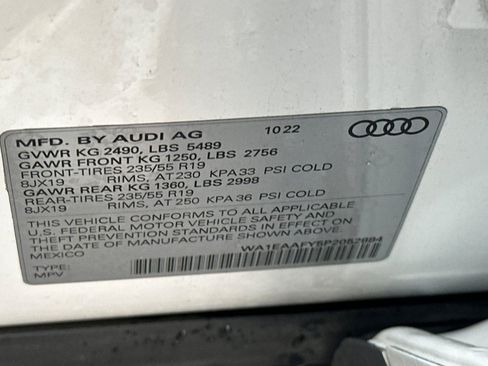 MFD. BY AUDI AG 10 22
GVWR KG 2490, LBS 5489
GAWR FRONT KG 1250, LBS 2756
FRONT-TIRES 235/55 R19
8JX19 RIMS, AT 230 KPA 33 PSI COLD
GAWR REAR KG 1360, LBS 2998
REAR-TIRES 235/55 R19
8JX19 RIMS, AT 250 KPA 36 PSI COLD
THIS VEHICLE CONFORMS TO ALL APPLICABLE
U.S. FEDERAL MOTOR VEHICLE SAFETY AND
THEFT PREVENTION STANDARDS IN EFFECT ON
THE DATE OF MANUFACTURE SHOWN ABOVE.
MEXICO
TYPE:
MPV